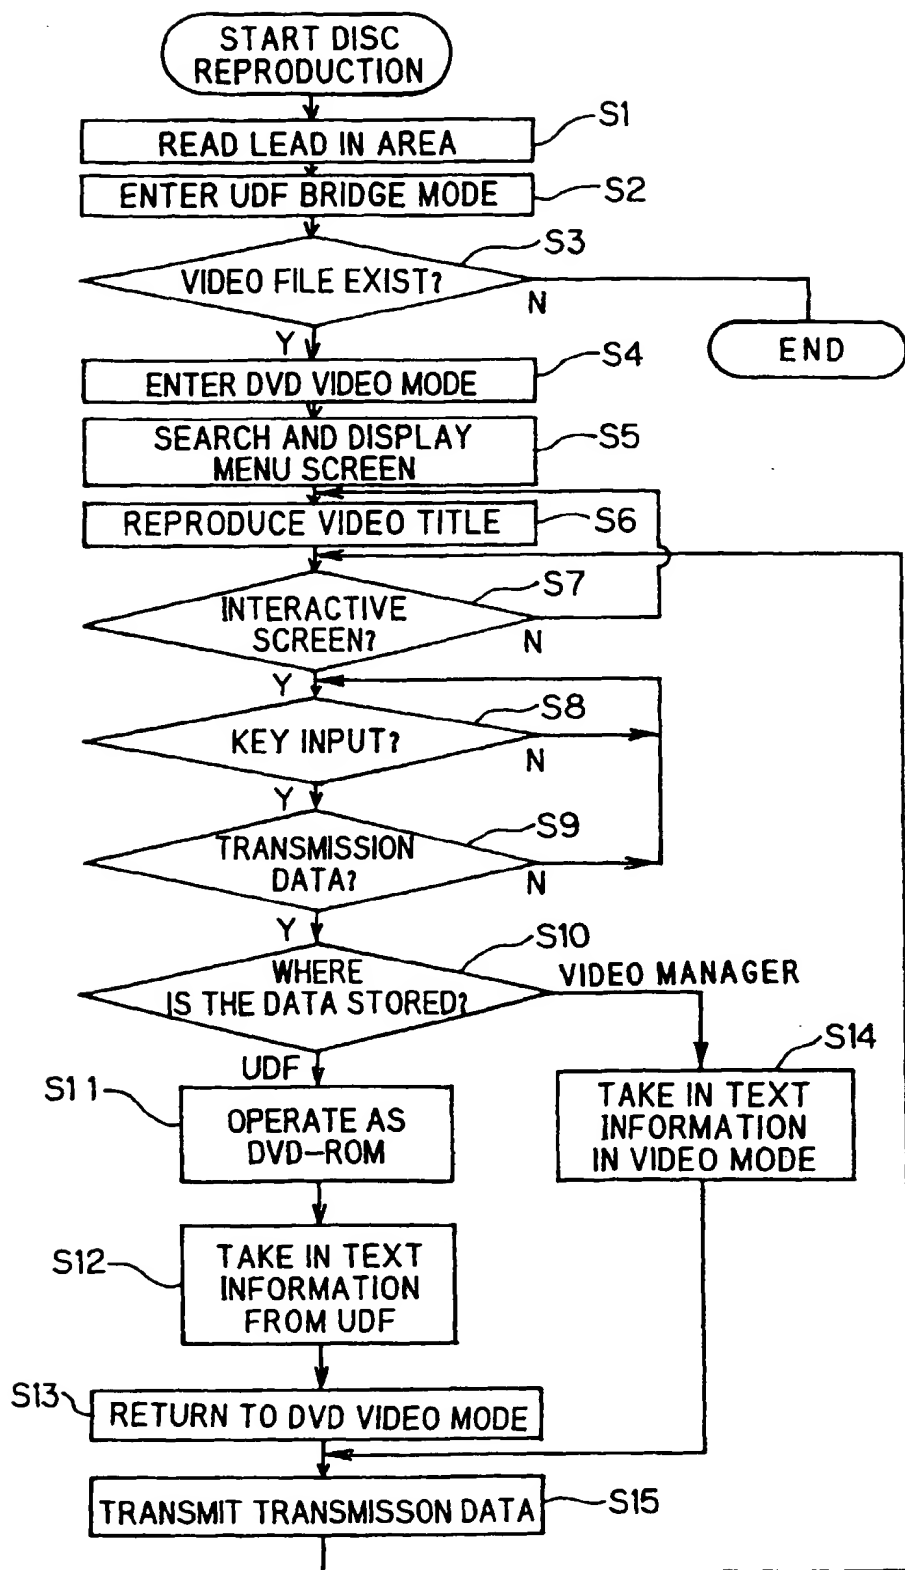 START DISC
REPRODUCTION
S1
READ LEAD IN AREA
S2
ENTER UDF BRIDGE MODE
S3
VIDEO FILE EXIST?
N
Y
END
S4
ENTER DVD VIDEO MODE
SEARCH AND DISPLAY
MENU SCREEN
S5
REPRODUCE VIDEO TITLE
S6
S7
INTERACTIVE
SCREEN?
N
Y
S8
KEY INPUT?
N
Y
S9
TRANSMISSION
DATA?
N
Y
S10
WHERE
IS THE DATA STORED?
VIDEO MANAGER
UDF
S11
OPERATE AS
DVD-ROM
S14
TAKE IN TEXT
INFORMATION
IN VIDEO MODE
S12
TAKE IN TEXT
INFORMATION
FROM UDF
S13
RETURN TO DVD VIDEO MODE
TRANSMIT TRANSMISSON DATA
S15